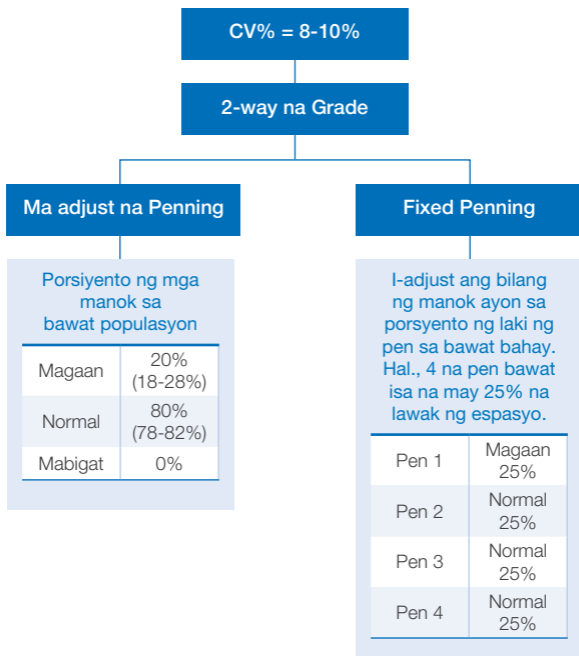 CV% = 8-10%
2-way na Grade
Ma adjust na Penning
Porsiyento ng mga
manok sa
bawat populasyon
Magaan 20%
(18-28%)
Normal 80%
(78-82%)
Mabigat 0%
Fixed Penning
I-adjust ang bilang
ng manok ayon sa
porsyento ng laki ng
pen sa bawat bahay.
Hal., 4 na pen bawat
isa na may 25% na
lawak ng espasyo.
Pen 1 Magaan
25%
Pen 2 Normal
25%
Pen 3 Normal
25%
Pen 4 Normal
25%